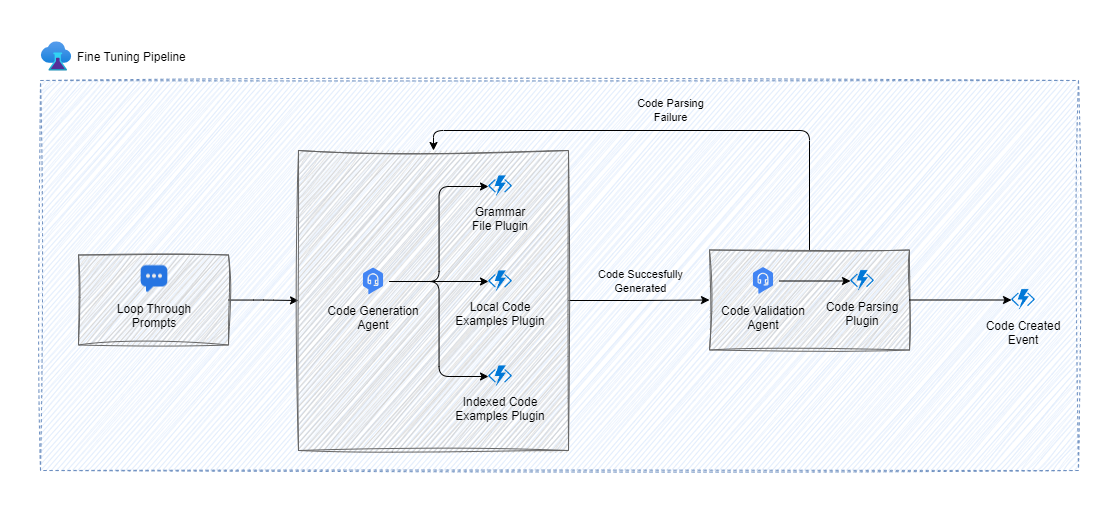 Fine Tuning Pipeline
Code Parsing
Failure
Grammar
File Plugin
Loop Through
Prompts
Code Generation
Agent
Local Code
Examples Plugin
Indexed Code
Examples Plugin
Code Succesfully
Generated
Code Validation
Agent
Code Parsing
Plugin
Code Created
Event